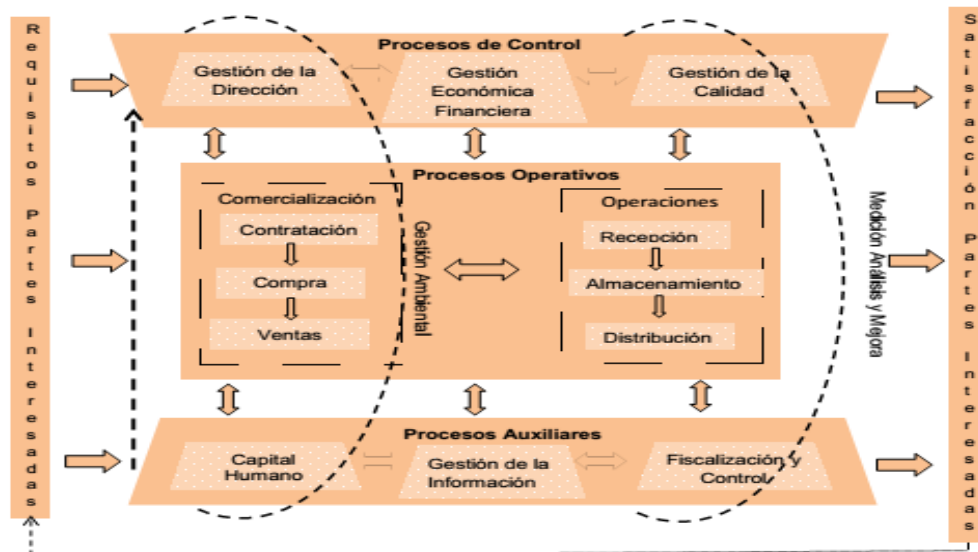 Requisitos Partes Interesadas
Procesos de Control
Gestión de la
Dirección
Gestión
Económica
Financiera
Gestión de la
Calidad
Procesos Operativos
Comercialización
Contratación
Compra
Ventas
Gestión Ambiental
Operaciones
Recepción
Almacenamiento
Distribución
Medición Análisis y Mejora
Procesos Auxiliares
Capital
Humano
Gestión de la
Información
Fiscalización y
Control
Satisfacción Partes Interesadas